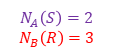 N_A(S) = 2
N_B(R) = 3